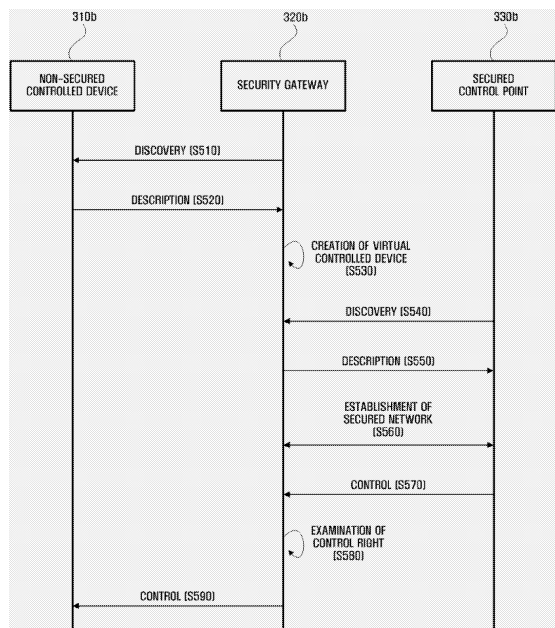 310b 320b 330b
NON-SECURED
CONTROLLED DEVICE
SECURITY GATEWAY
SECURED
CONTROL POINT
DISCOVERY (S510)
DESCRIPTION (S520)
CREATION OF VIRTUAL
CONTROLLED DEVICE
(S530)
DISCOVERY (S540)
DESCRIPTION (S550)
ESTABLISHMENT OF
SECURED NETWORK
(S560)
CONTROL (S570)
EXAMINATION OF
CONTROL RIGHT
(S580)
CONTROL (S590)